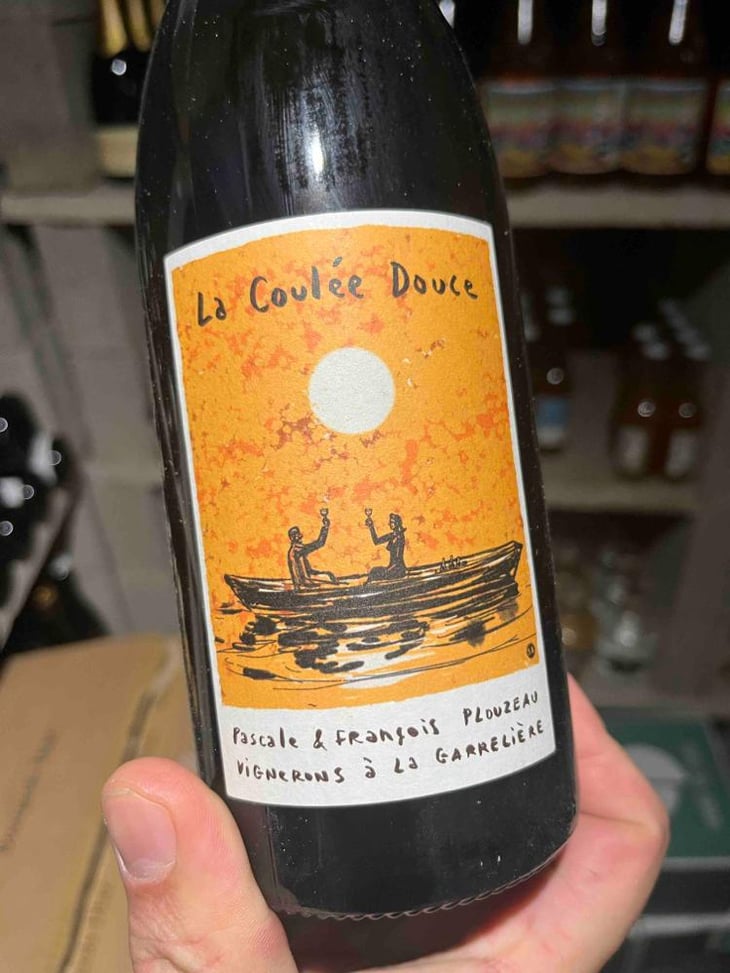 La Coulée Douce
Pascale & François PLOUZEAU
VIGNERONS à La GARRELIÈRE